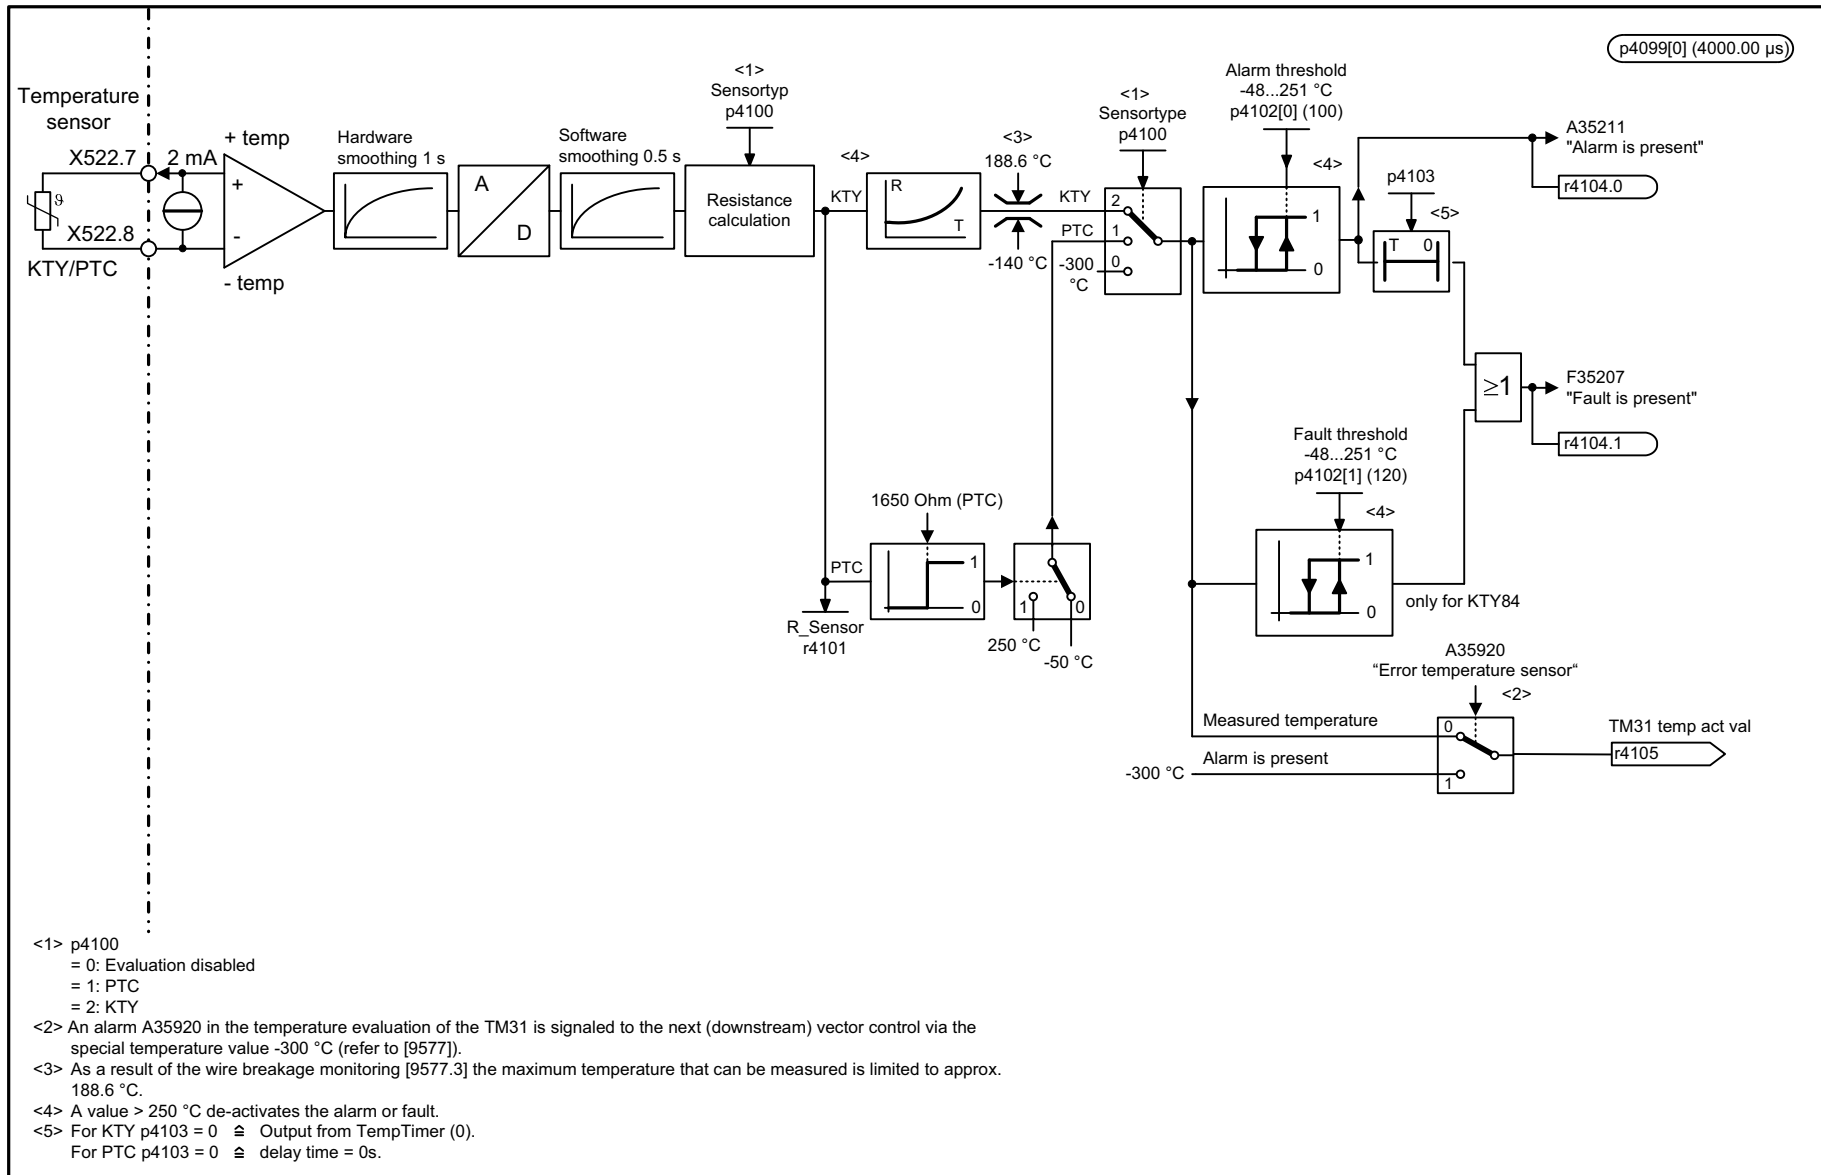 p4099[0] (4000.00 µs)
Temperature
sensor
X522.7
X522.8
KTY/PTC
ϑ
2 mA
+ temp
+
-
- temp
Hardware
smoothing 1 s
A
D
Software
smoothing 0.5 s
<1>
Sensortyp
p4100
Resistance
calculation
<4>
KTY
R
T
<3>
188.6 °C
-140 °C
KTY
PTC
-300
°C
<1>
Sensortype
p4100
2
1
0
Alarm threshold
-48...251 °C
p4102[0] (100)
<4>
1
0
p4103
<5>
T 0
A35211
"Alarm is present"
r4104.0
≥1
F35207
"Fault is present"
r4104.1
Fault threshold
-48...251 °C
p4102[1] (120)
<4>
1
0
only for KTY84
1650 Ohm (PTC)
PTC
1
0
R_Sensor
r4101
1
0
250 °C
-50 °C
A35920
“Error temperature sensor“
<2>
Measured temperature
0
Alarm is present
-300 °C
1
TM31 temp act val
r4105
<1> p4100
= 0: Evaluation disabled
= 1: PTC
= 2: KTY
<2> An alarm A35920 in the temperature evaluation of the TM31 is signaled to the next (downstream) vector control via the
special temperature value -300 °C (refer to [9577]).
<3> As a result of the wire breakage monitoring [9577.3] the maximum temperature that can be measured is limited to approx.
188.6 °C.
<4> A value > 250 °C de-activates the alarm or fault.
<5> For KTY p4103 = 0 ≙ Output from TempTimer (0).
For PTC p4103 = 0 ≙ delay time = 0s.